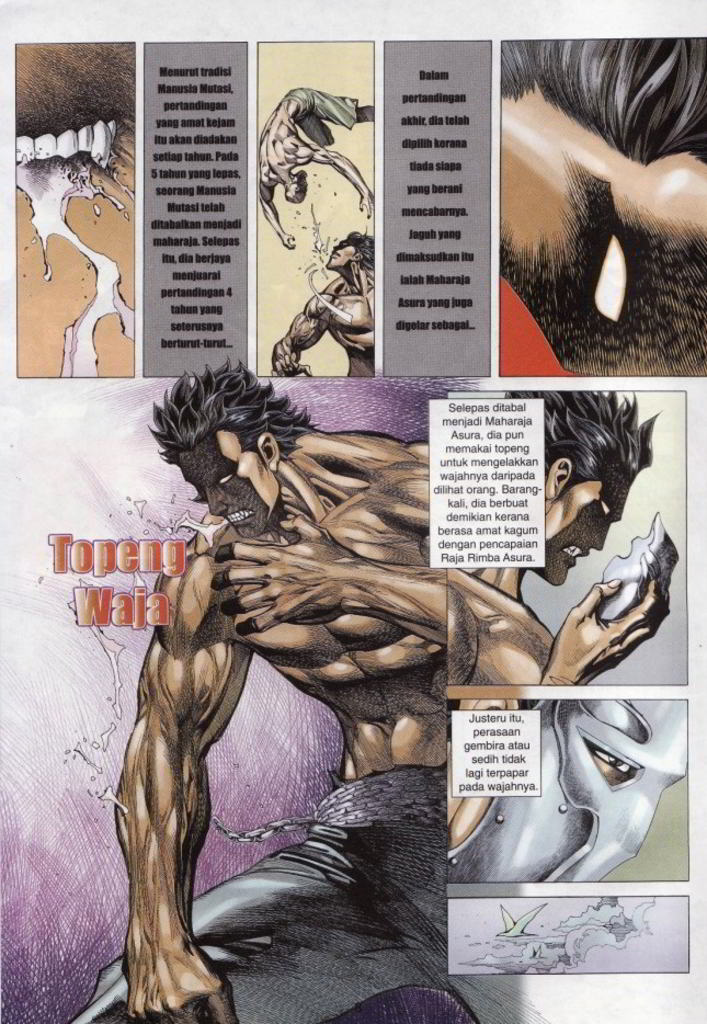 Menurut tradisi
Manusia Mutasi,
pertandingan
yang amat kejam
itu akan diadakan
setiap tahun. Pada
5 tahun yang lepas,
seorang Manusia
Mutasi telah
ditabalkan menjadi
maharaja. Selepas
itu, dia berjaya
menjuarai
pertandingan 4
tahun yang
seterusnya
berturut-turut...
Dalam
pertandingan
akhir, dia telah
dipilih kerana
tiada siapa
yang berani
mencabarnya.
Jaguh yang
dimaksudkan itu
ialah Maharaja
Asura yang juga
digelar sebagai...
Topeng
Waja
Selepas ditabal
menjadi Maharaja
Asura, dia pun
memakai topeng
untuk mengelakkan
wajahnya daripada
dilihat orang. Barang-
kali, dia berbuat
demikian kerana
berasa amat kagum
dengan pencapaian
Raja Rimba Asura.
Justeru itu,
perasaan
gembira atau
sedih tidak
lagi terpapar
pada wajahnya.